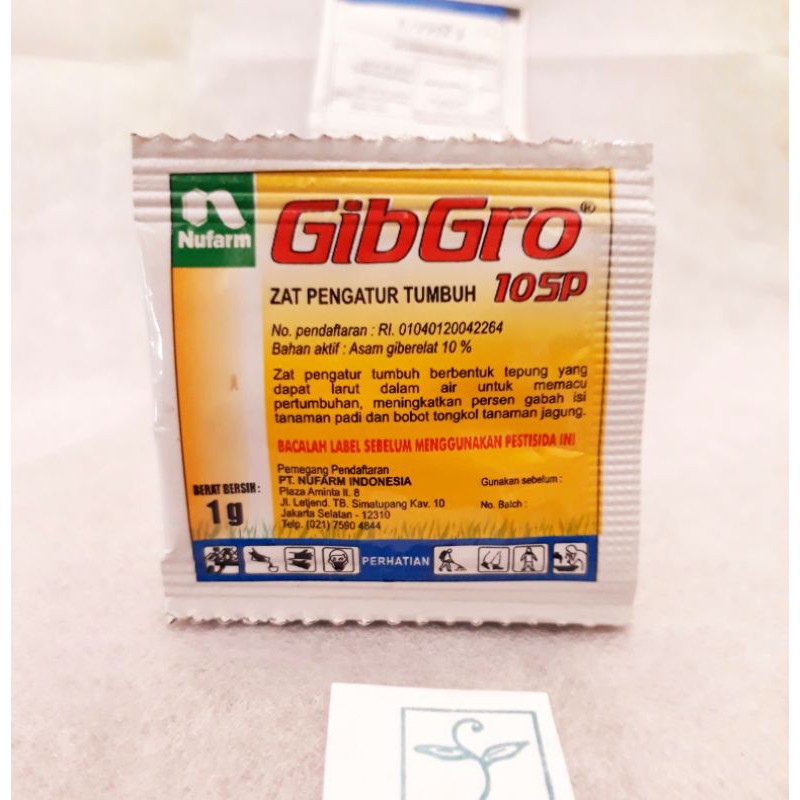 Nufarm
GibGro®
ZAT PENGATUR TUMBUH 10SP
No. pendaftaran : RI. 01040120042264
Bahan aktif : Asam giberelat 10 %
Zat pengatur tumbuh berbentuk tepung yang
dapat larut dalam air untuk memacu
pertumbuhan, meningkatkan persen gabah isi
tanaman padi dan bobot tongkol tanaman jagung.
BACALAH LABEL SEBELUM MENGGUNAKAN PESTISIDA INI
Pemegang Pendaftaran
PT. NUFARM INDONESIA
Plaza Aminta lt. 8
Jl. Letjend. TB. Simatupang Kav. 10
Jakarta Selatan - 12310
Telp. (021) 7590 4844
Gunakan sebelum :
No. Batch :
BERAT BERSIH :
1 g
PERHATIAN